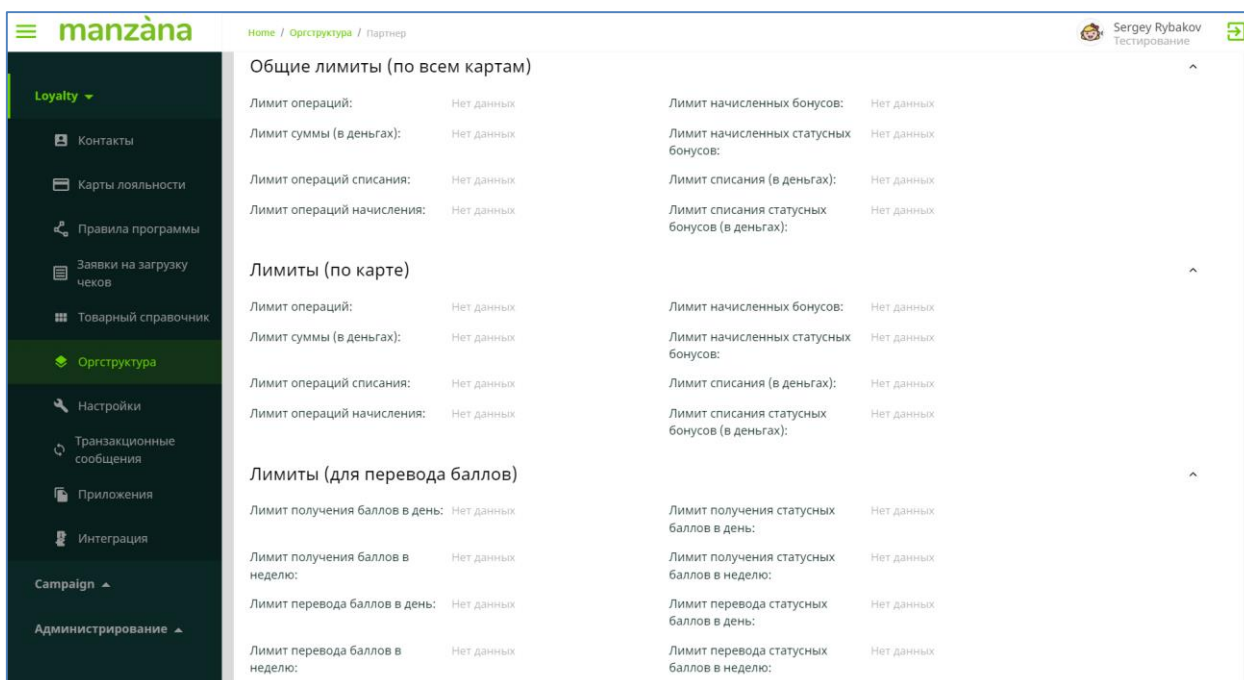 manzàna
Home / Оргструктура / Партнер
Sergey Rybakov
Тестирование
Loyalty
Контакты
Карты лояльности
Правила программы
Заявки на загрузку
чеков
Товарный справочник
Оргструктура
Настройки
Транзакционные
сообщения
Приложения
Интеграция
Campaign
Администрирование
Общие лимиты (по всем картам)
Лимит операций: Нет данных
Лимит начисленных бонусов: Нет данных
Лимит суммы (в деньгах): Нет данных
Лимит начисленных статусных Нет данных
бонусов:
Лимит операций списания: Нет данных
Лимит списания (в деньгах): Нет данных
Лимит операций начисления: Нет данных
Лимит списания статусных Нет данных
бонусов (в деньгах):
Лимиты (по карте)
Лимит операций: Нет данных
Лимит начисленных бонусов: Нет данных
Лимит суммы (в деньгах): Нет данных
Лимит начисленных статусных Нет данных
бонусов:
Лимит операций списания: Нет данных
Лимит списания (в деньгах): Нет данных
Лимит операций начисления: Нет данных
Лимит списания статусных Нет данных
бонусов (в деньгах):
Лимиты (для перевода баллов)
Лимит получения баллов в день: Нет данных
Лимит получения статусных Нет данных
баллов в день:
Лимит получения баллов в Нет данных
неделю:
Лимит получения статусных Нет данных
баллов в неделю:
Лимит перевода баллов в день: Нет данных
Лимит перевода статусных Нет данных
баллов в день:
Лимит перевода баллов в Нет данных
неделю:
Лимит перевода статусных Нет данных
баллов в неделю: